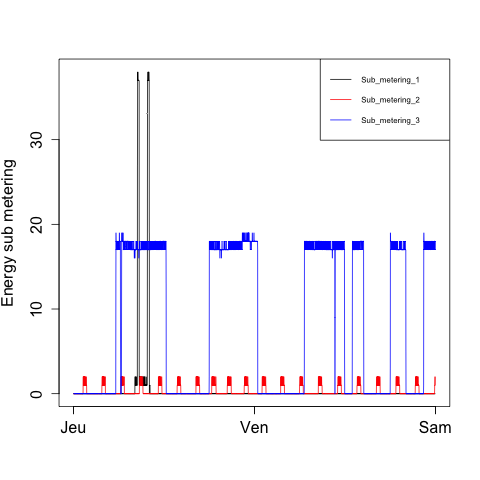 Sub_metering_1
Sub_metering_2
Sub_metering_3
Energy sub metering
30
20
10
0
Jeu Ven Sam